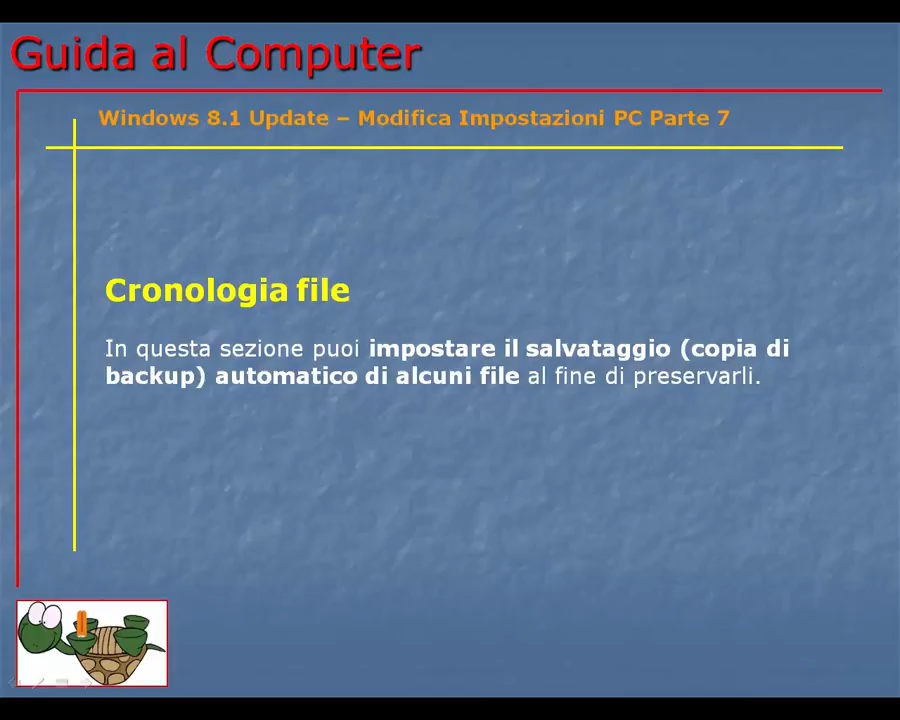 Guida al Computer
Windows 8.1 Update – Modifica Impostazioni PC Parte 7
Cronologia file
In questa sezione puoi impostare il salvataggio (copia di
backup) automatico di alcuni file al fine di preservarli.